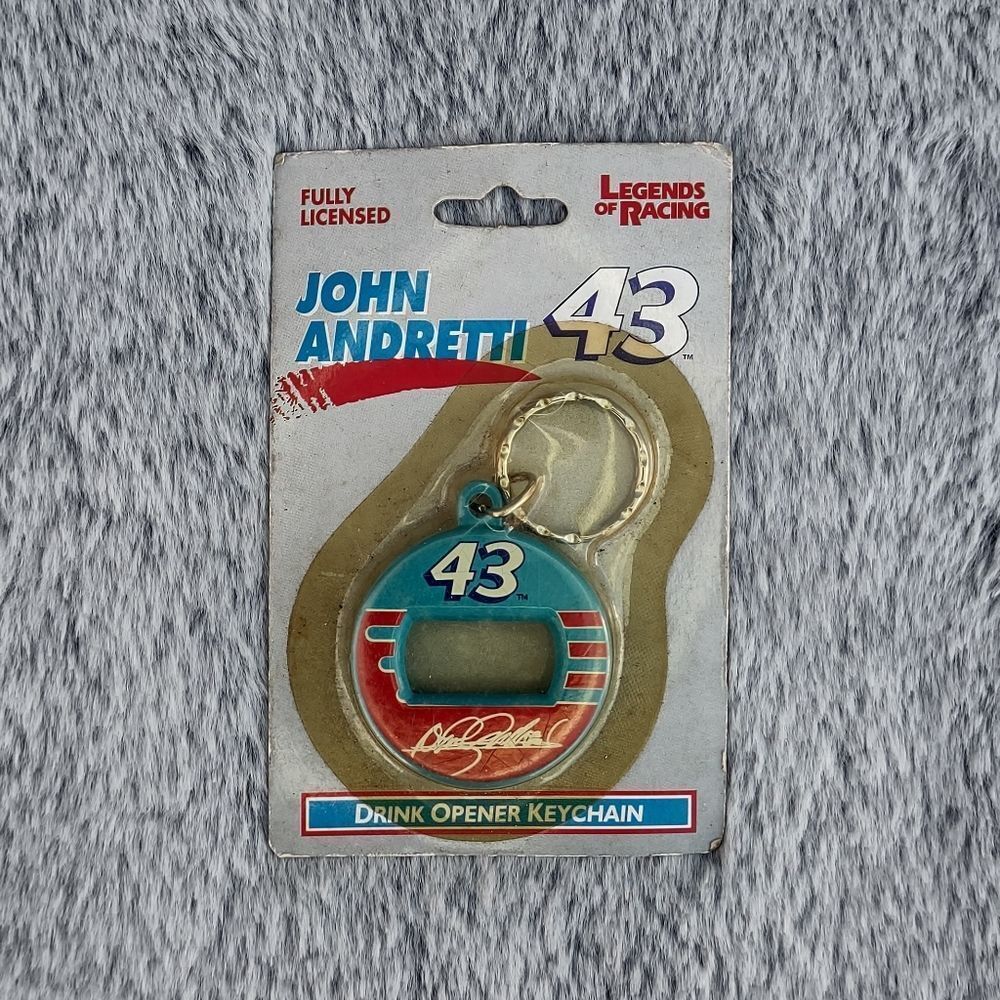 FULLY
LICENSED
LEGENDS
OF RACING
JOHN
ANDRETTI
43
TM
43
TM
DRINK OPENER KEYCHAIN